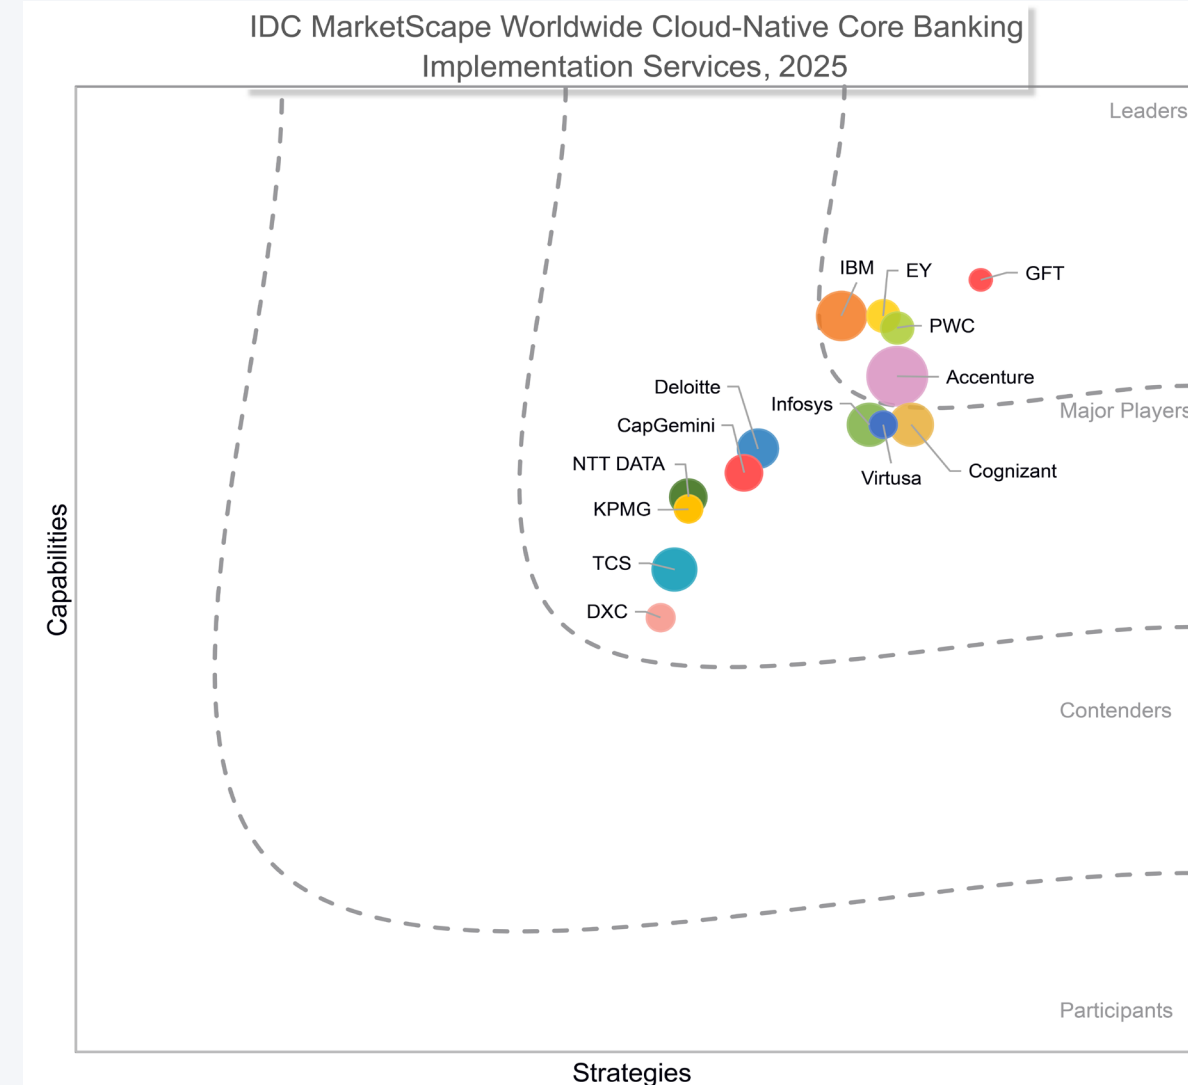 IDC MarketScape Worldwide Cloud-Native Core Banking
Implementation Services, 2025
Leaders
IBM
EY
GFT
PWC
Accenture
Deloitte
Infosys
Major Players
CapGemini
NTT DATA
Cognizant
Virtusa
KPMG
Capabilities
TCS
DXC
Contenders
Participants
Strategies